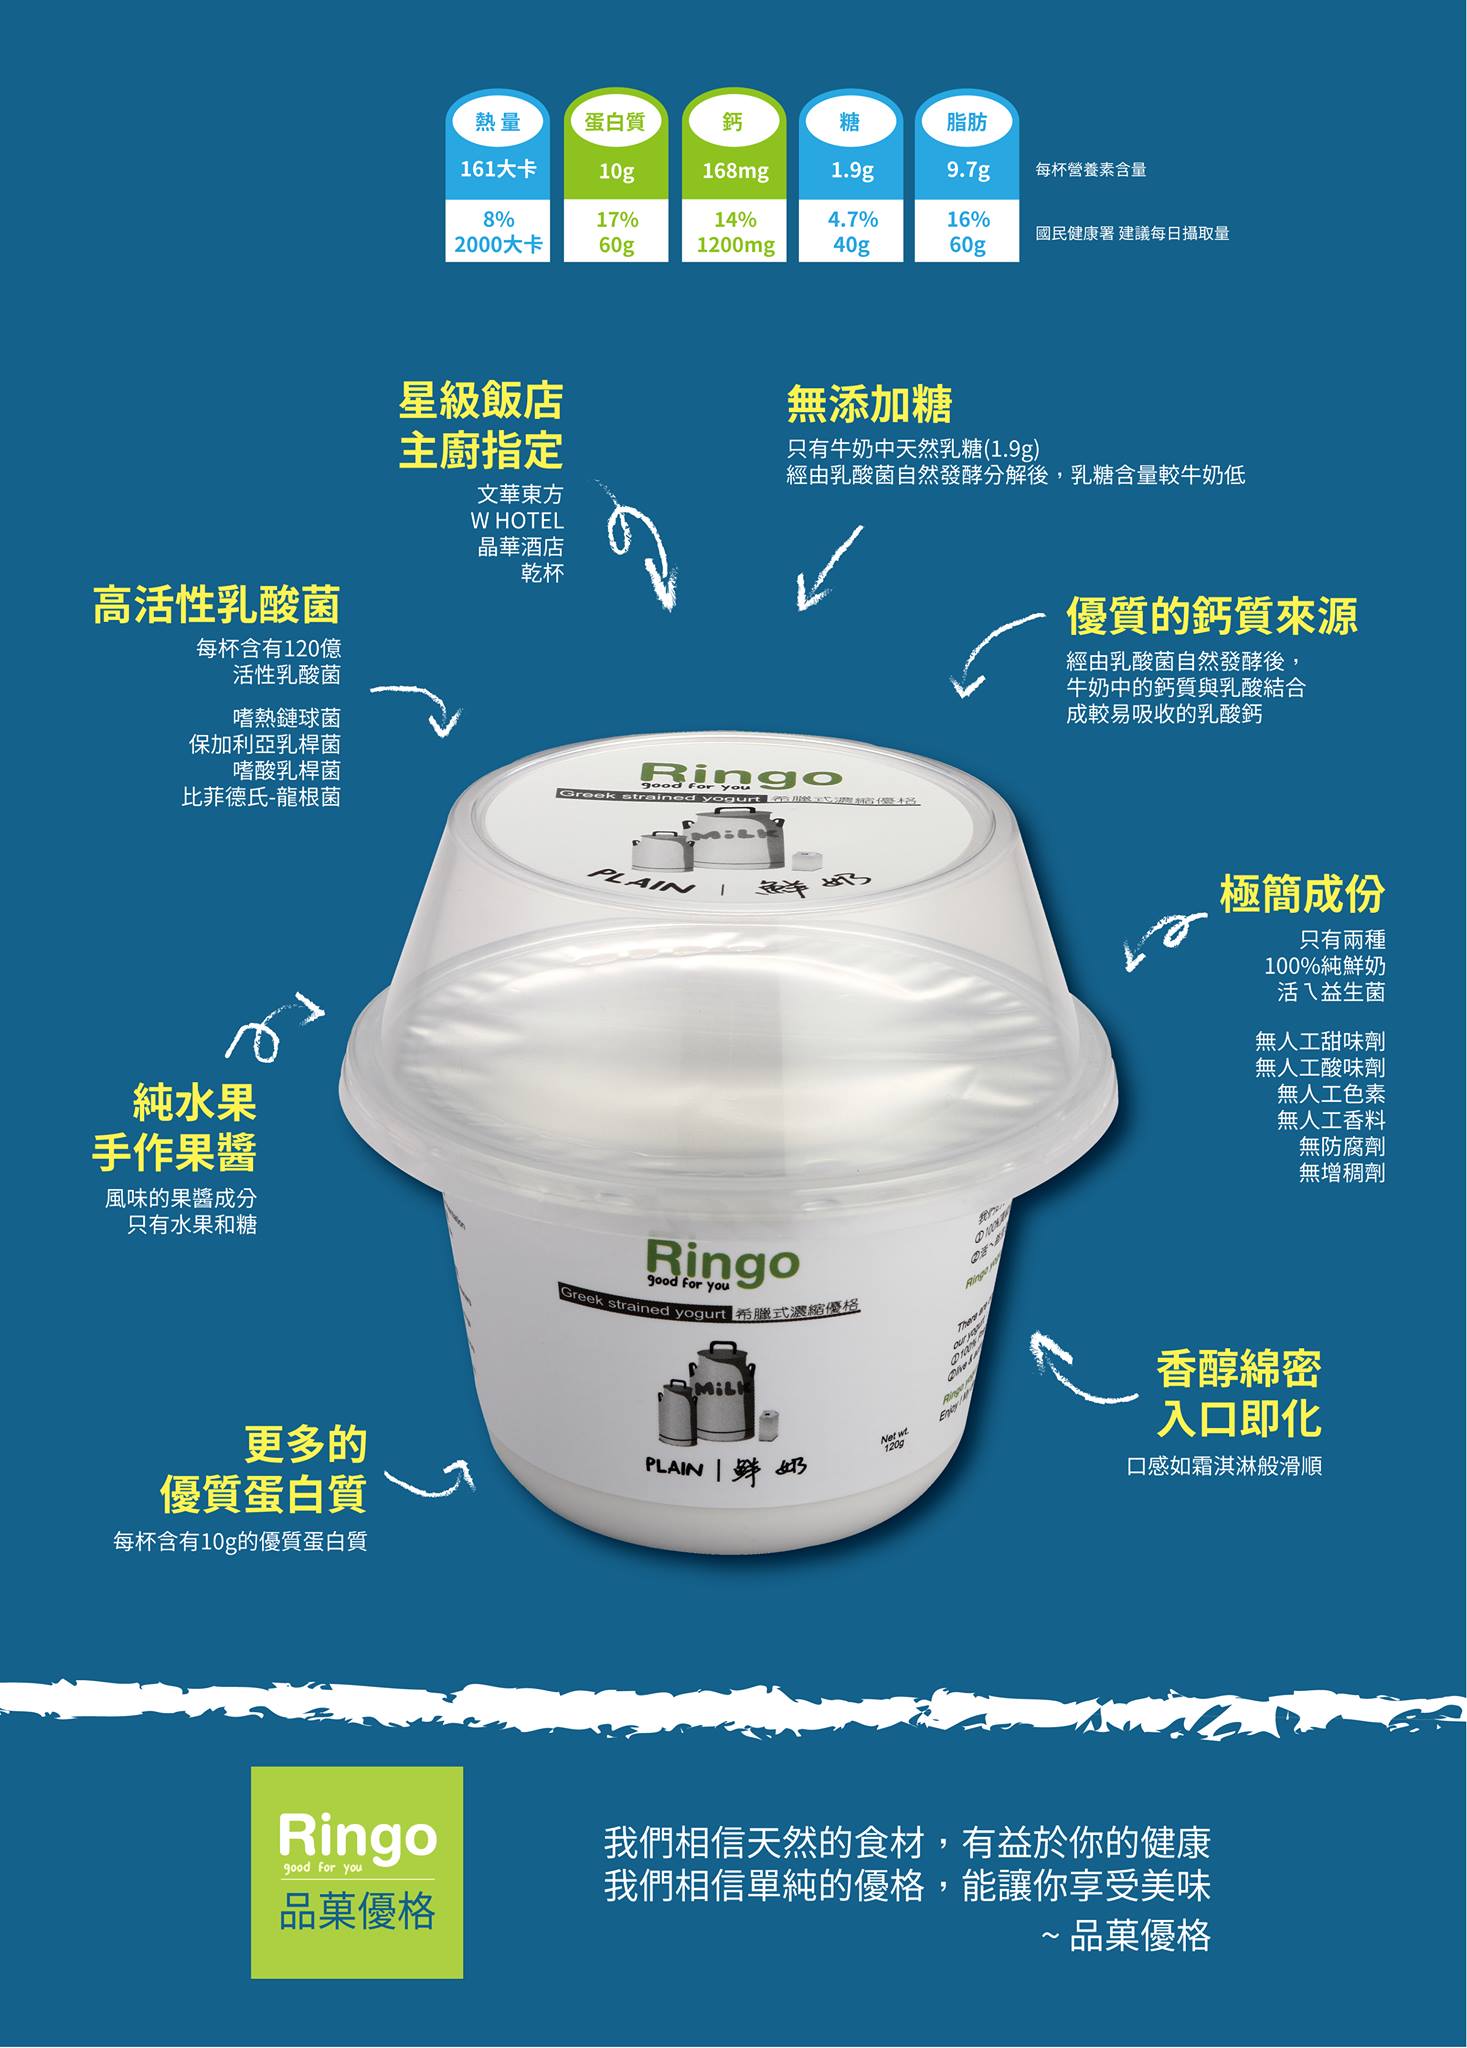 熱量
蛋白質
鈣
糖
脂肪
161大卡
10g
168mg
1.9g
9.7g
每杯營養素含量
8%
17%
14%
4.7%
16%
2000大卡
60g
1200mg
40g
60g
國民健康署 建議每日攝取量
星級飯店
主廚指定
文華東方
W HOTEL
晶華酒店
乾杯
無添加糖
只有牛奶中天然乳糖(1.9g)
經由乳酸菌自然發酵分解後，乳糖含量較牛奶低
高活性乳酸菌
每杯含有120億
活性乳酸菌
嗜熱鏈球菌
保加利亞乳桿菌
嗜酸乳桿菌
比菲德氏-龍根菌
優質的鈣質來源
經由乳酸菌自然發酵後，
牛奶中的鈣質與乳酸結合
成較易吸收的乳酸鈣
Ringo
good for you
Greek strained yogurt 希臘式濃縮優格
MiLK
PLAIN | 鮮奶
極簡成份
只有兩種
100%純鮮奶
活ㄟ益生菌
無人工甜味劑
無人工酸味劑
無人工色素
無人工香料
無防腐劑
無增稠劑
純水果
手作果醬
風味的果醬成分
只有水果和糖
Ringo
good for you
Greek strained yogurt 希臘式濃縮優格
MiLK
PLAIN | 鮮奶
Net wt.
120g
There are
our yogurt
①100%
②live &
Ringo
Enjoy
香醇綿密
入口即化
口感如霜淇淋般滑順
更多的
優質蛋白質
每杯含有10g的優質蛋白質
Ringo
good for you
品菓優格
我們相信天然的食材，有益於你的健康
我們相信單純的優格，能讓你享受美味
~ 品菓優格